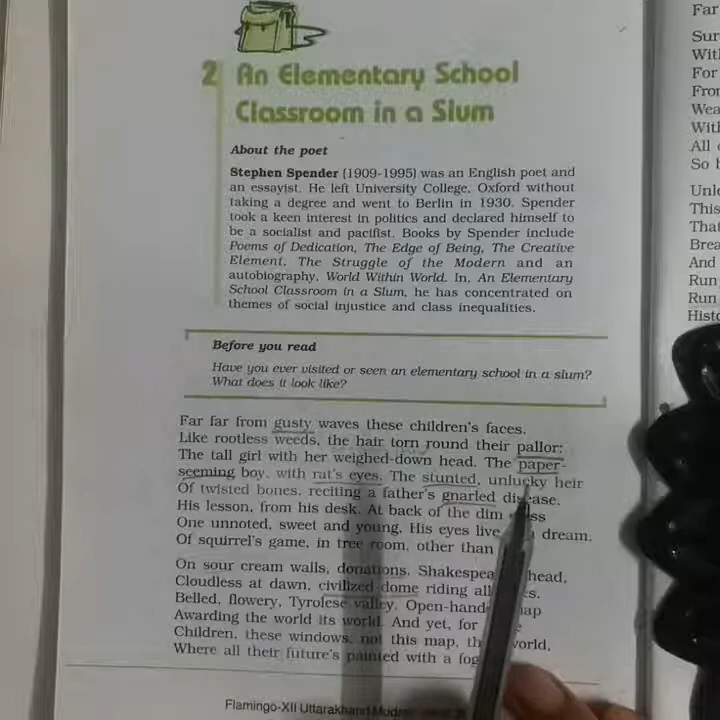 2 An Elementary School
Classroom in a Slum
About the poet
Stephen Spender (1909-1995) was an English poet and
an essayist. He left University College, Oxford without
taking a degree and went to Berlin in 1930. Spender
took a keen interest in politics and declared himself to
be a socialist and pacifist. Books by Spender include
Poems of Dedication, The Edge of Being, The Creative
Element, The Struggle of the Modern and an
autobiography, World Within World. In, An Elementary
School Classroom in a Slum, he has concentrated on
themes of social injustice and class inequalities.
Before you read
Have you ever visited or seen an elementary school in a slum?
What does it look like?
Far far from gusty waves these children's faces.
Like rootless weeds, the hair torn round their pallor:
The tall girl with her weighed-down head. The paper-
seeming boy, with rat's eyes. The stunted, unlucky heir
Of twisted bones, reciting a father's gnarled disease,
His lesson, from his desk. At back of the dim
One unnoted, sweet and young. His eyes live dream.
Of squirrel's game, in tree room, other than
On sour cream walls, donations. Shakespea head,
Cloudless at dawn, civilized dome riding all
Belled, flowery, Tyrolese valley. Open-hand ap
Awarding the world its world. And yet, for
Children, these windows, not this map, th world,
Where all their future's painted with a fog
Flamingo-XII Uttarakhand
Far
Sur
With
For
From
Wea
With
All
So b
Unle
This
That
Brea
And
Run
Run
Histo